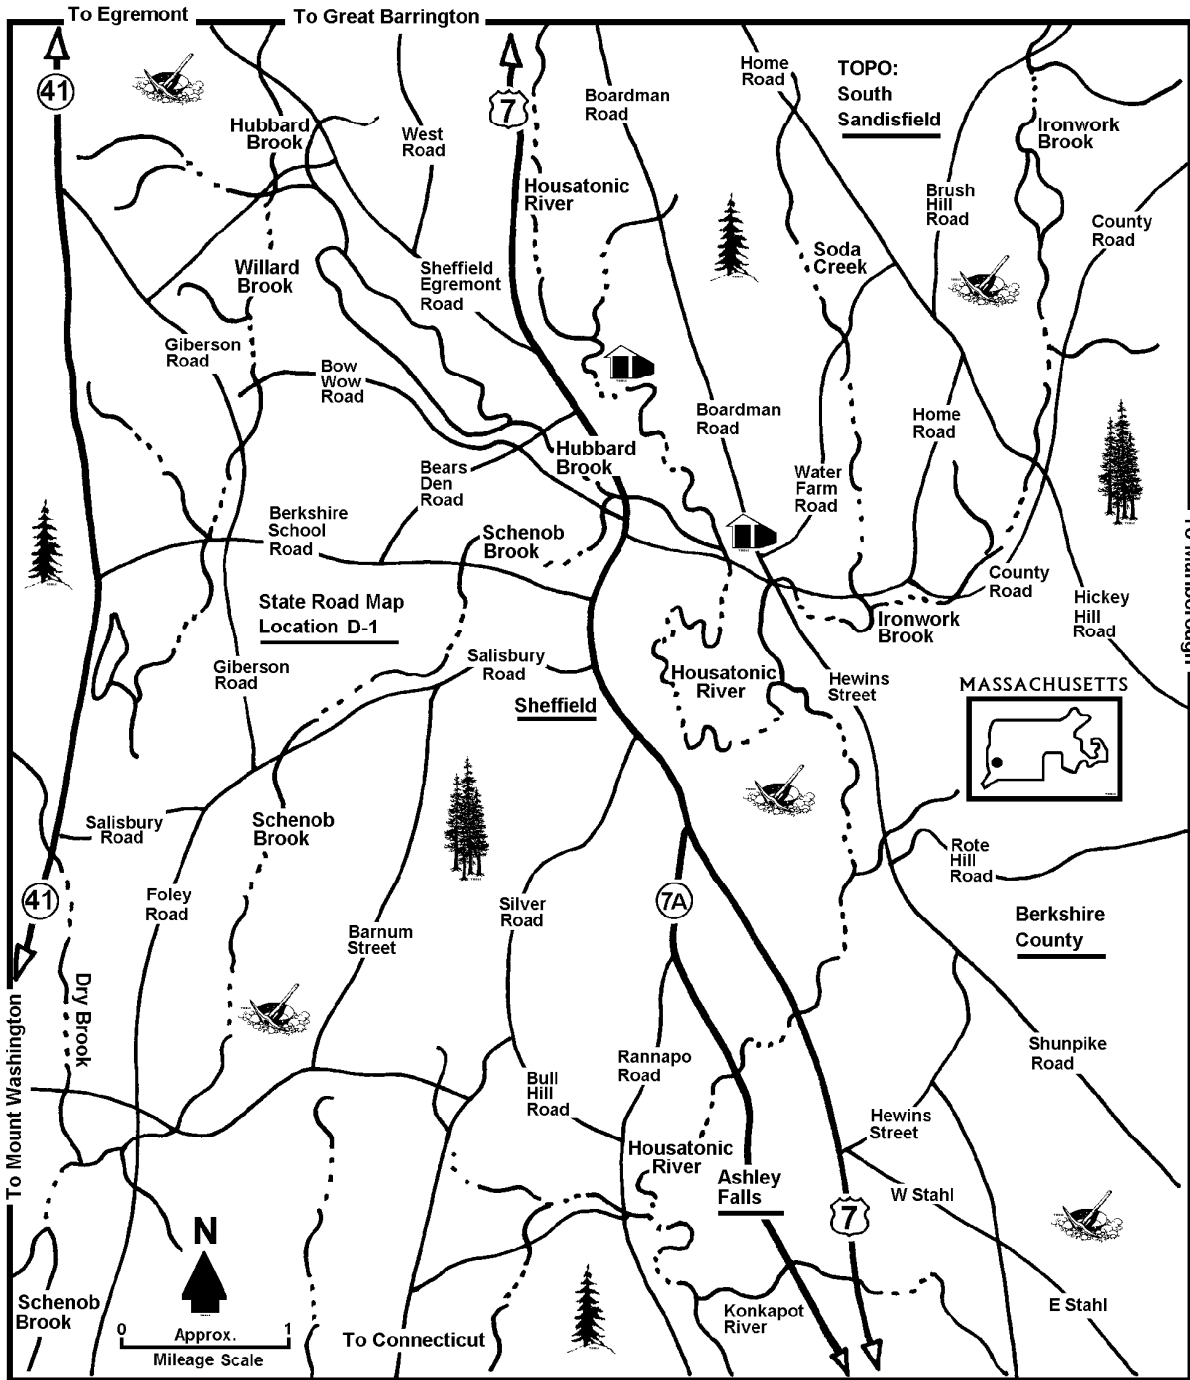 To Egremont
To Great Barrington
41
7
Home
Road
TOPO:
South
Sandisfield
Boardman
Road
Hubbard
Brook
West
Road
Ironwork
Brook
Housatonic
River
Brush
Hill
Road
County
Road
Soda
Creek
Willard
Brook
Sheffield
Egremont
Road
Giberson
Road
Bow
Wow
Road
Boardman
Road
Home
Road
Hubbard
Brook
Bears
Den
Road
Water
Farm
Road
Berkshire
School
Road
Schenob
Brook
To Marlborough
County
Road
Hickey
Hill
Road
State Road Map
Location D-1
Ironwork
Brook
Giberson
Road
Salisbury
Road
Housatonic
River
Hewins
Street
MASSACHUSETTS
Sheffield
Salisbury
Road
Schenob
Brook
Rote
Hill
Road
41
Foley
Road
7A
Silver
Road
Barnum
Street
Berkshire
County
Dry Brook
To Mount Washington
Rannapo
Road
Shunpike
Road
Bull
Hill
Road
Hewins
Street
Housatonic
River
Ashley
Falls
W Stahl
7
N
Schenob
Brook
0 1
Approx.
Mileage Scale
To Connecticut
Konkapot
River
E Stahl